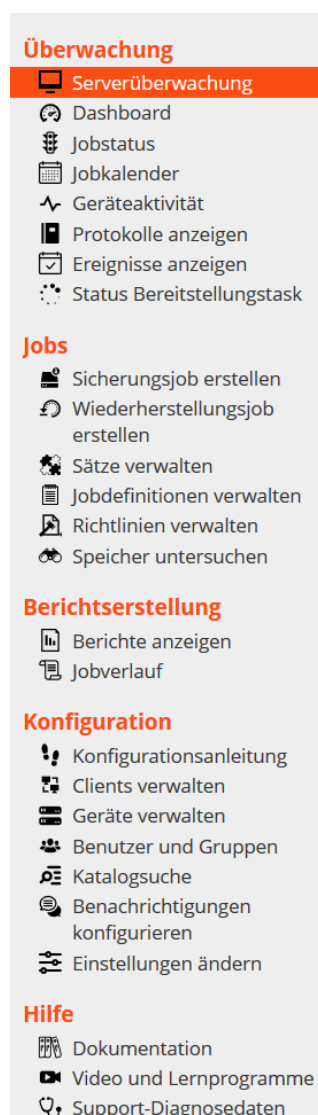 Überwachung
Serverüberwachung
Dashboard
Jobstatus
Jobkalender
Geräteaktivität
Protokolle anzeigen
Ereignisse anzeigen
Status Bereitstellungstask
Jobs
Sicherungsjob erstellen
Wiederherstellungsjob
erstellen
Sätze verwalten
Jobdefinitionen verwalten
Richtlinien verwalten
Speicher untersuchen
Berichtserstellung
Berichte anzeigen
Jobverlauf
Konfiguration
Konfigurationsanleitung
Clients verwalten
Geräte verwalten
Benutzer und Gruppen
Katalogsuche
Benachrichtigungen
konfigurieren
Einstellungen ändern
Hilfe
Dokumentation
Video und Lernprogramme
Support-Diagnosedaten